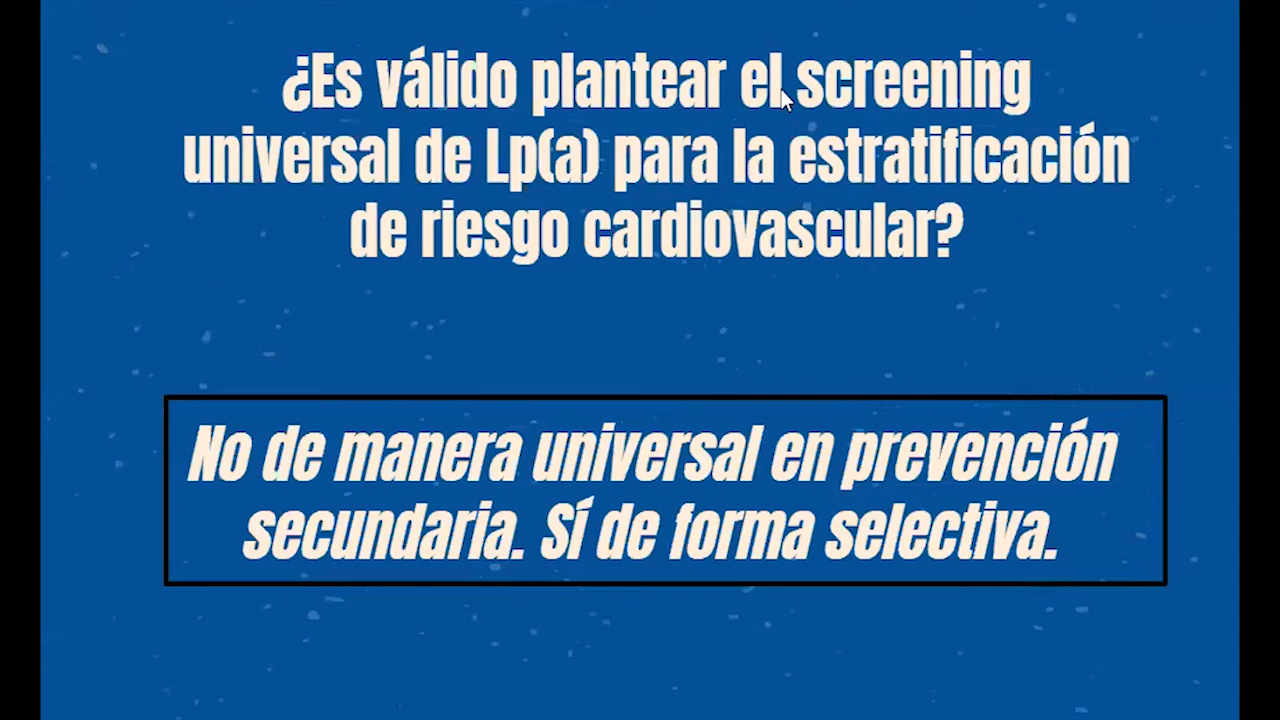 ¿Es válido plantear el screening
universal de Lp(a) para la estratificación
de riesgo cardiovascular?
No de manera universal en prevención
secundaria. Sí de forma selectiva.